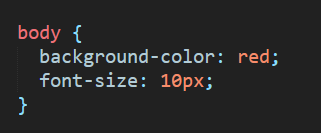 body {
  background-color: red;
  font-size: 10px;
}